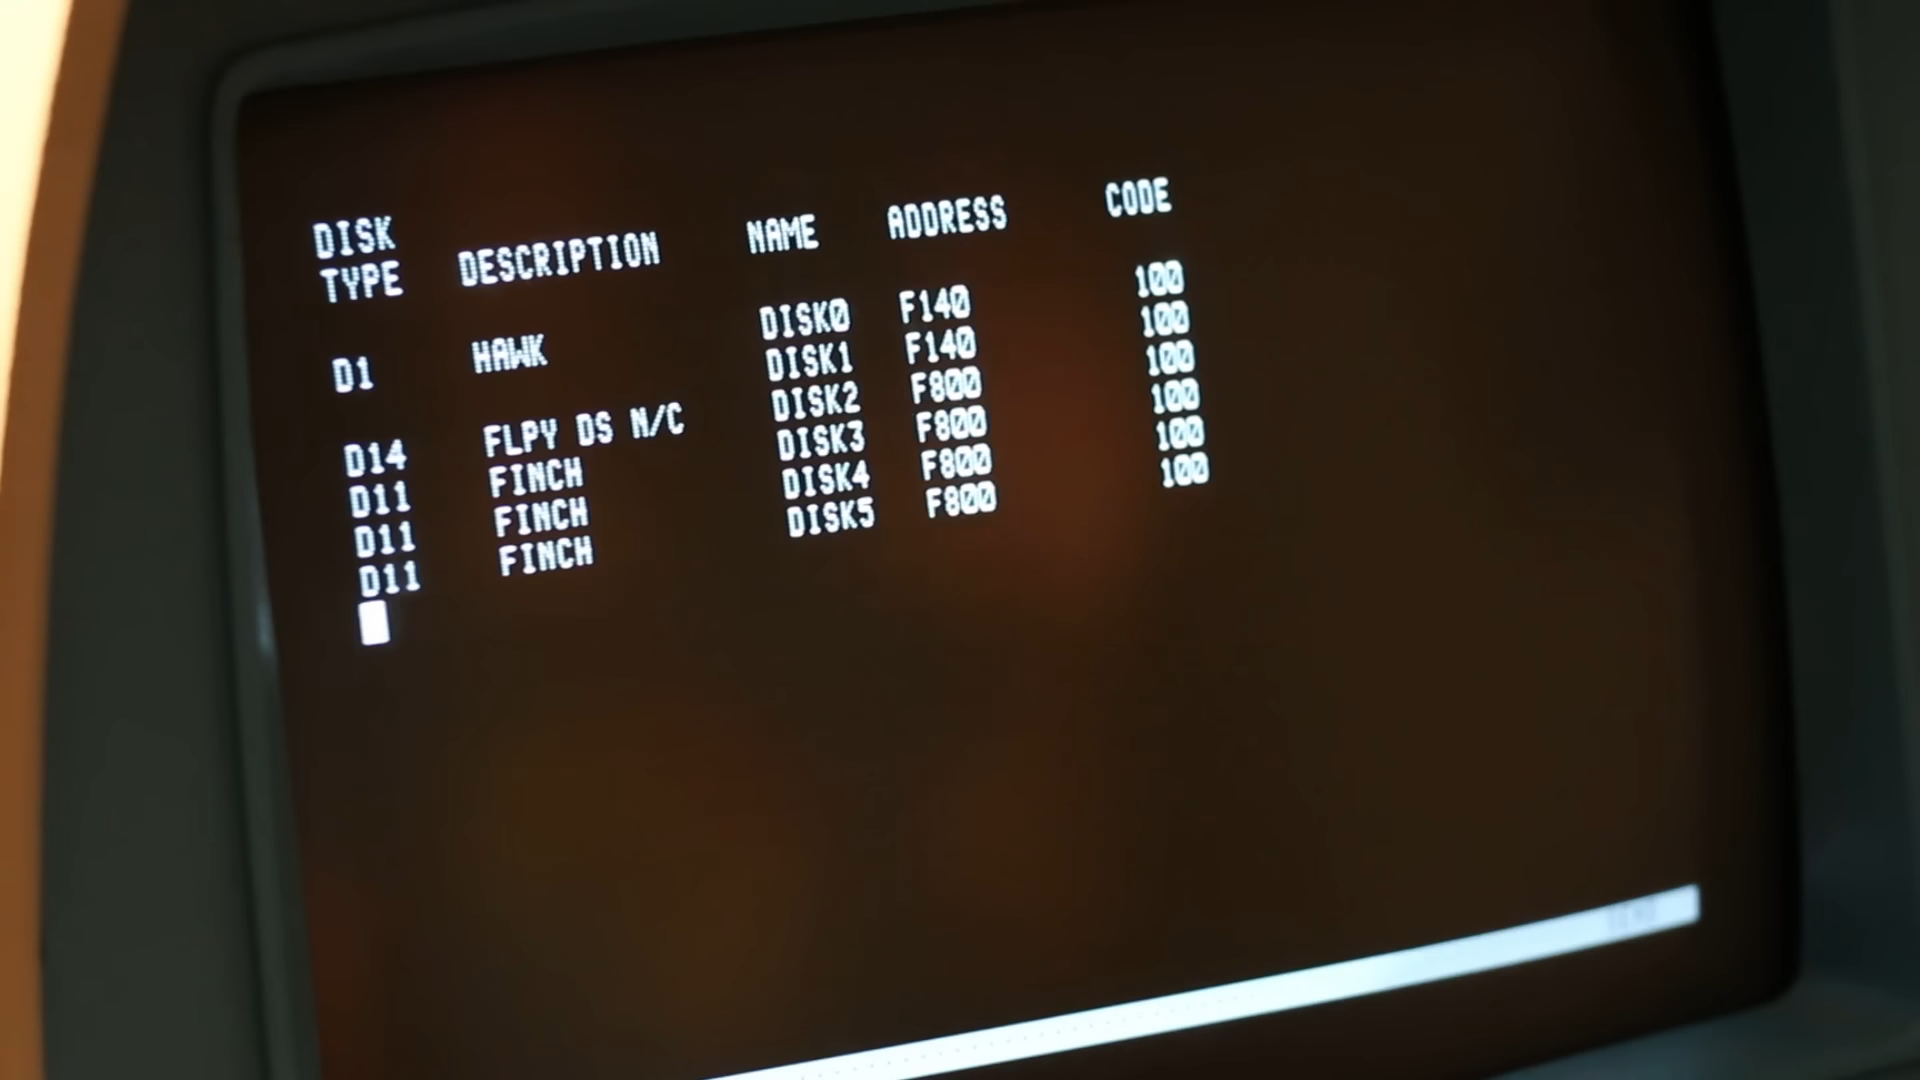 DISK
TYPE DESCRIPTION NAME ADDRESS CODE
D1 HAWK DISK0 F140 100
DISK1 F140 100
D14 FLPY DS N/C DISK2 F800 100
D11 FINCH DISK3 F800 100
D11 FINCH DISK4 F800 100
D11 FINCH DISK5 F800 100